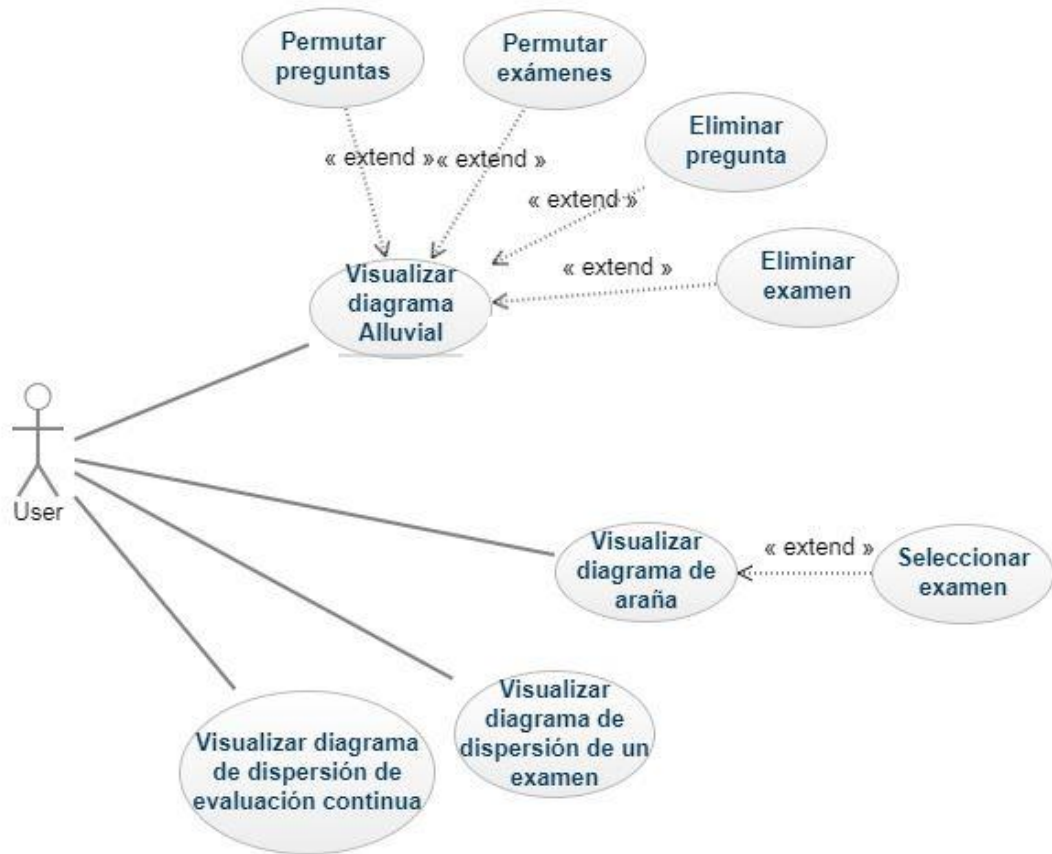 Permutar
preguntas
Permutar
exámenes
Eliminar
pregunta
« extend »
« extend »
« extend »
« extend »
Eliminar
examen
Visualizar
diagrama
Alluvial
User
Visualizar
diagrama de
araña
« extend »
Seleccionar
examen
Visualizar
diagrama de
dispersión de un
examen
Visualizar diagrama
de dispersión de
evaluación continua